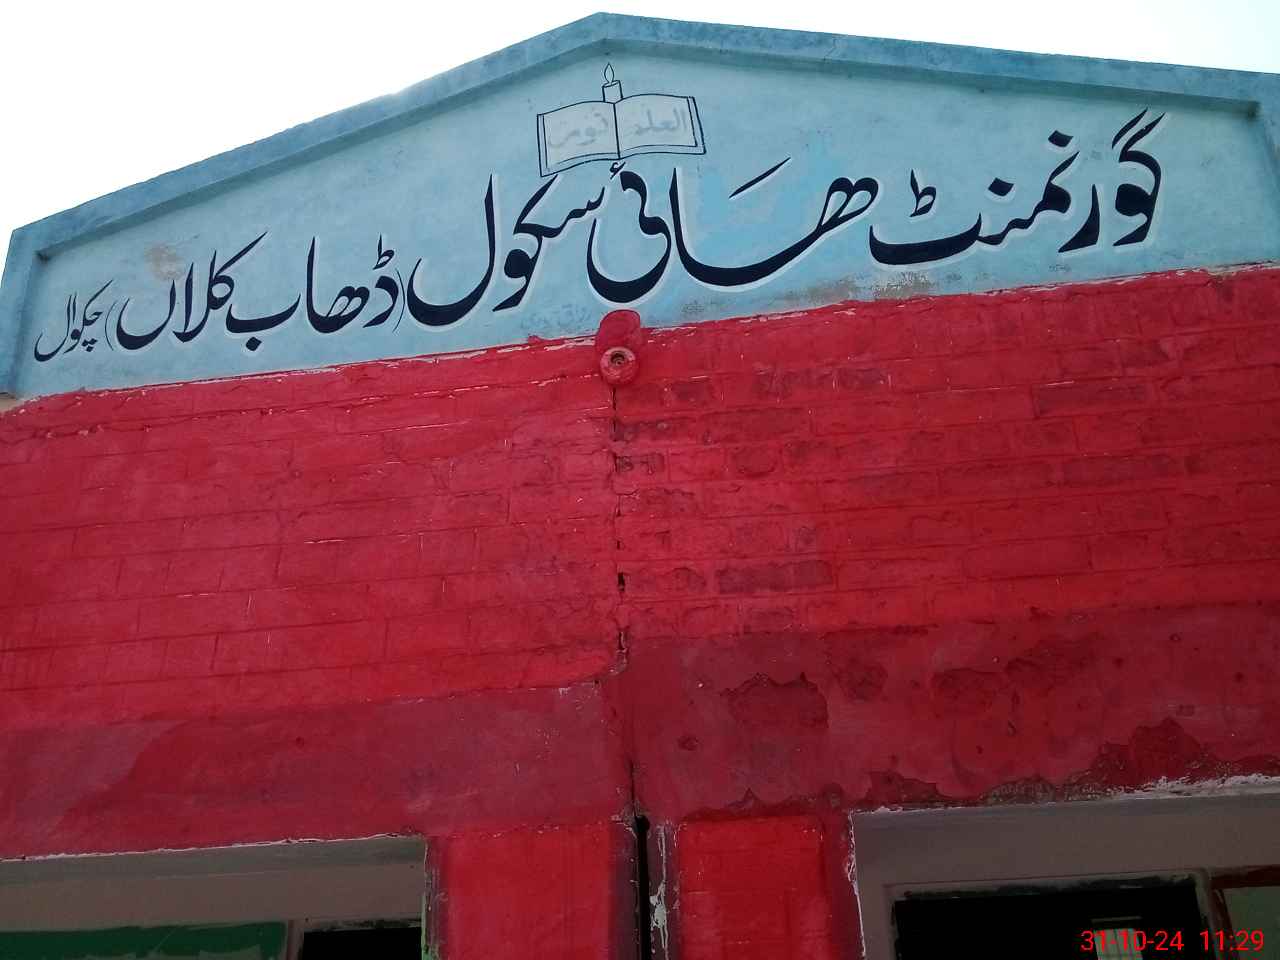 العلم نور
گورنمنٹ ھائی سکول (ڈھاب کلاں) چکوال
31-10-24 11:29